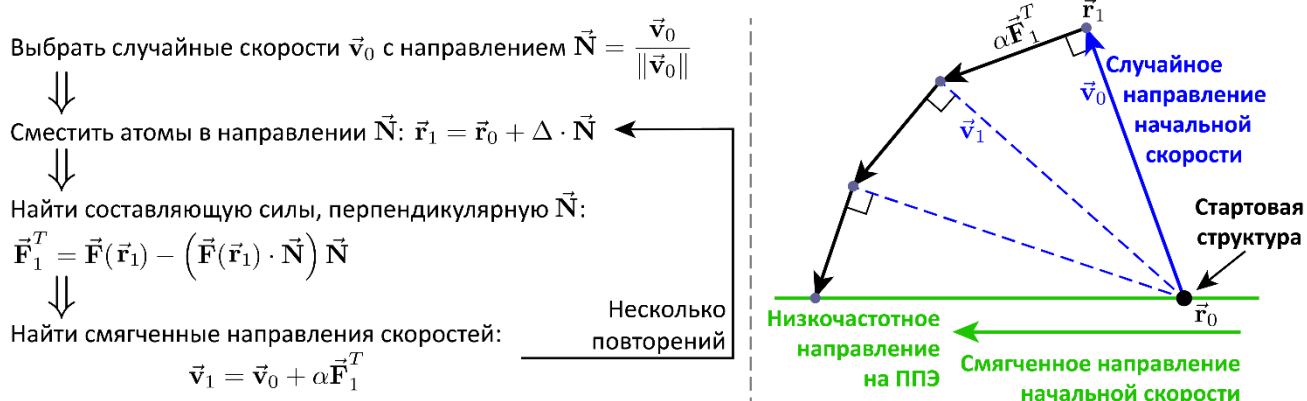 Выбрать случайные скорости v⃗₀ с направлением N⃗ = v⃗₀ / ‖v⃗₀‖
Сместить атомы в направлении N⃗: r⃗₁ = r⃗₀ + Δ · N⃗
Найти составляющую силы, перпендикулярную N⃗:
F⃗₁ᵀ = F⃗(r⃗₁) − (F⃗(r⃗₁) · N⃗) N⃗
Найти смягченные направления скоростей:
v⃗₁ = v⃗₀ + αF⃗₁ᵀ
Несколько
повторений
r⃗₁
αF⃗₁ᵀ
Случайное
направление
начальной
скорости
v⃗₀
v⃗₁
Стартовая
структура
r⃗₀
Низкочастотное
направление
на ППЭ
Смягченное направление
начальной скорости